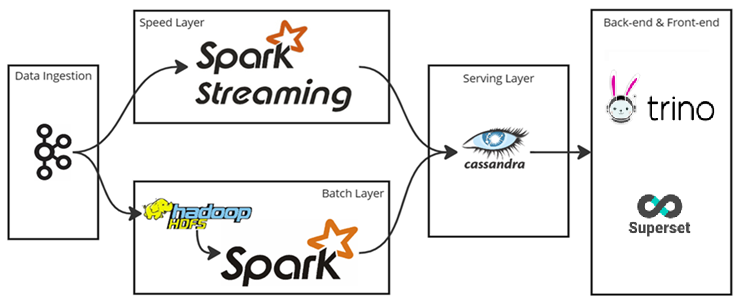 Data Ingestion
Speed Layer
Spark
Streaming
Batch Layer
hadoop
HDFS
Spark
Serving Layer
cassandra
Back-end & Front-end
trino
Superset